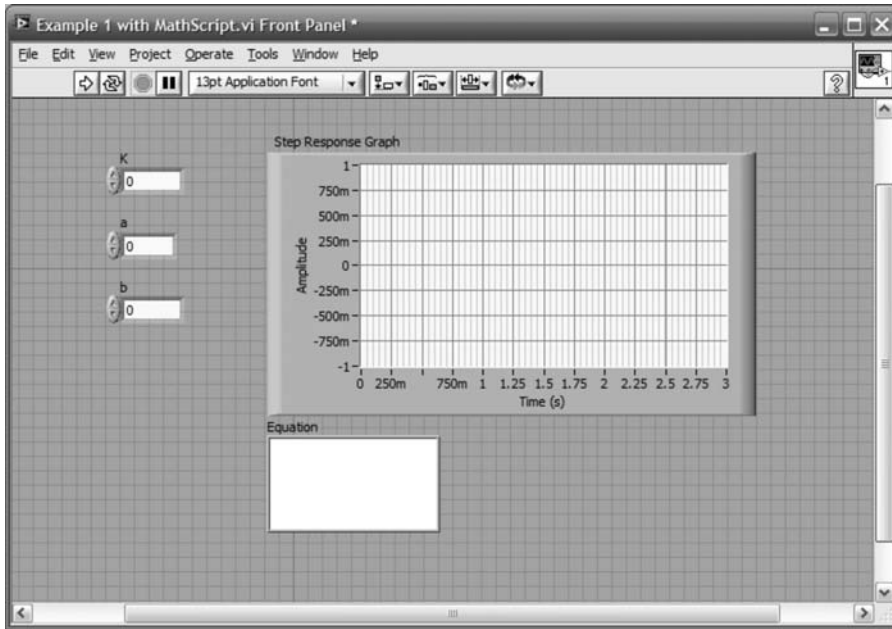 Example 1 with MathScript.vi Front Panel *
File Edit View Project Operate Tools Window Help
13pt Application Font
1
K
0
a
0
b
0
Step Response Graph
Amplitude
1
750m
500m
250m
0
-250m
-500m
-750m
-1
0 250m 750m 1 1.25 1.5 1.75 2 2.25 2.5 2.75 3
Time (s)
Equation